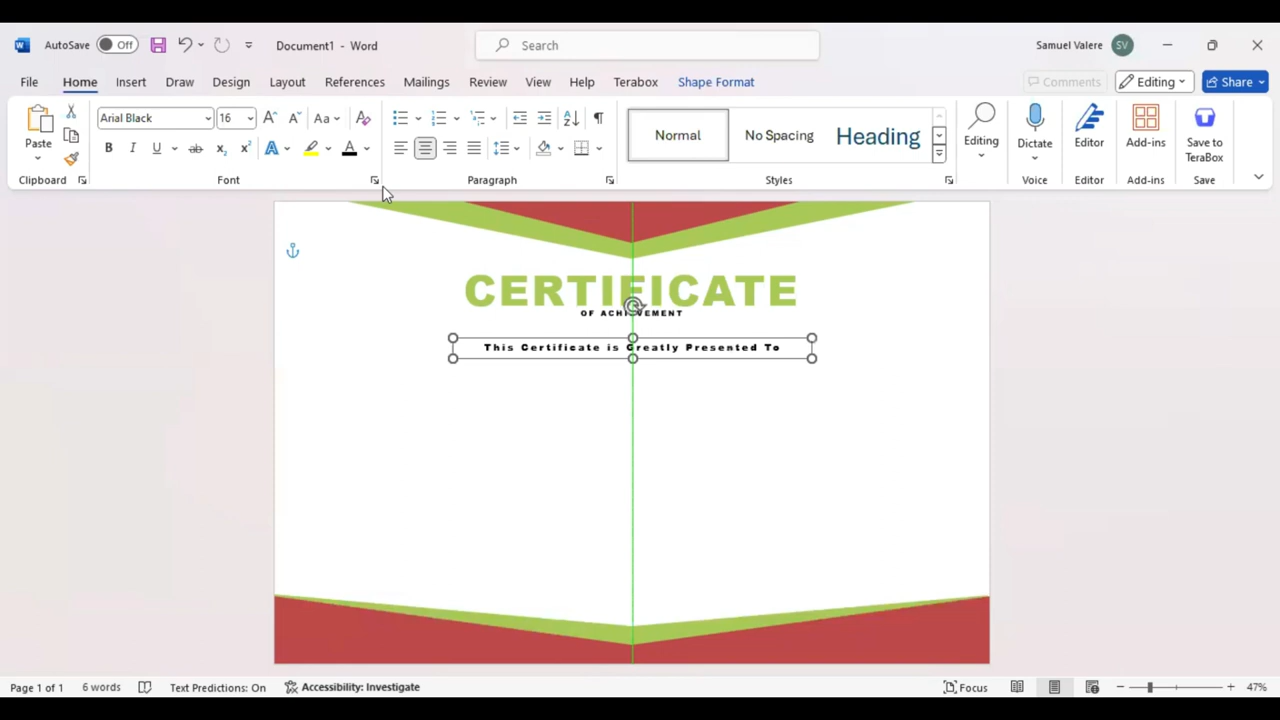 AutoSave Off Document1 - Word Search Samuel Valere SV
File Home Insert Draw Design Layout References Mailings Review View Help Terabox Shape Format Comments Editing Share
Arial Black 16 Aa Normal No Spacing Heading
Paste Editing Dictate Editor Add-ins Save to
TeraBox
Clipboard Font Paragraph Styles Voice Editor Add-ins Save
CERTIFICATE
OF ACHIEVEMENT
This Certificate is Greatly Presented To
Page 1 of 1 6 words Text Predictions: On Accessibility: Investigate Focus 47%